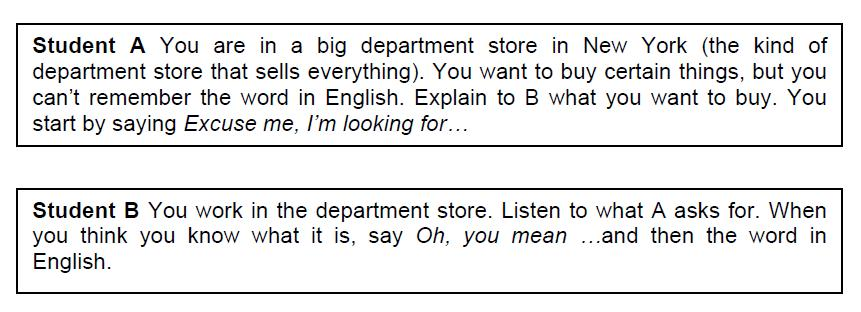 Student A You are in a big department store in New York (the kind of
department store that sells everything). You want to buy certain things, but you
can’t remember the word in English. Explain to B what you want to buy. You
start by saying Excuse me, I’m looking for…
Student B You work in the department store. Listen to what A asks for. When
you think you know what it is, say Oh, you mean …and then the word in
English.